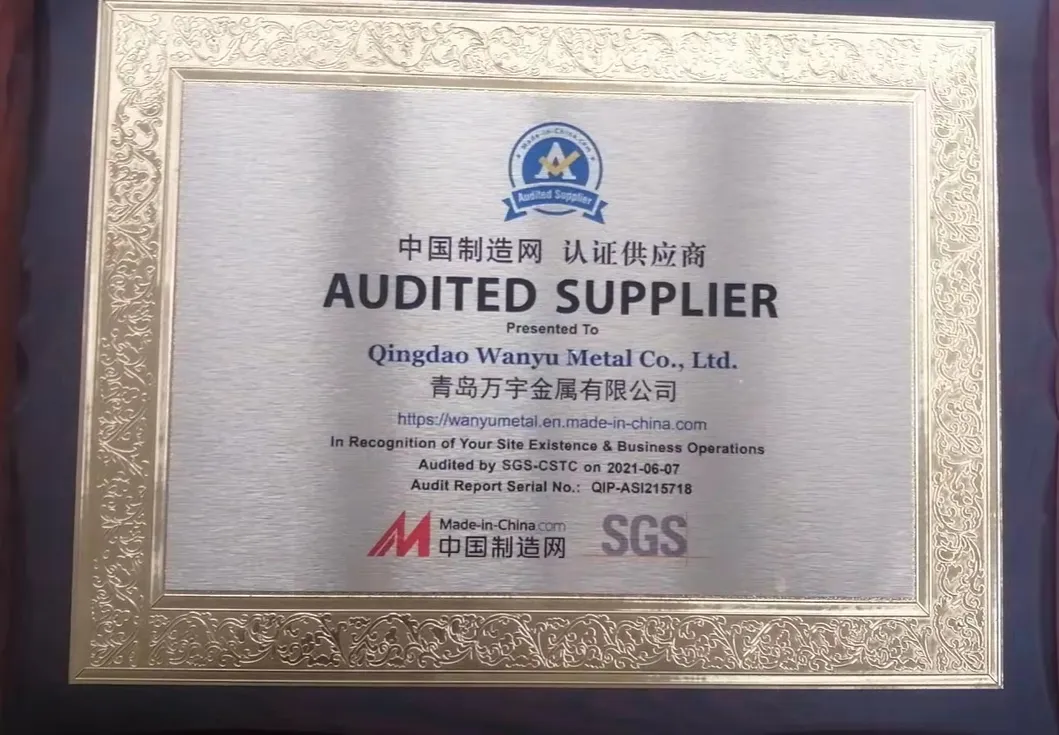 Made-in-China.com
A
Audited Supplier
中国制造网 认证供应商
AUDITED SUPPLIER
Presented To
Qingdao Wanyu Metal Co., Ltd.
青岛万宇金属有限公司
https://wanyumetal.en.made-in-china.com
In Recognition of Your Site Existence & Business Operations
Audited by SGS-CSTC on 2021-06-07
Audit Report Serial No.: QIP-ASI215718
Made-in-China.com
中国制造网
SGS